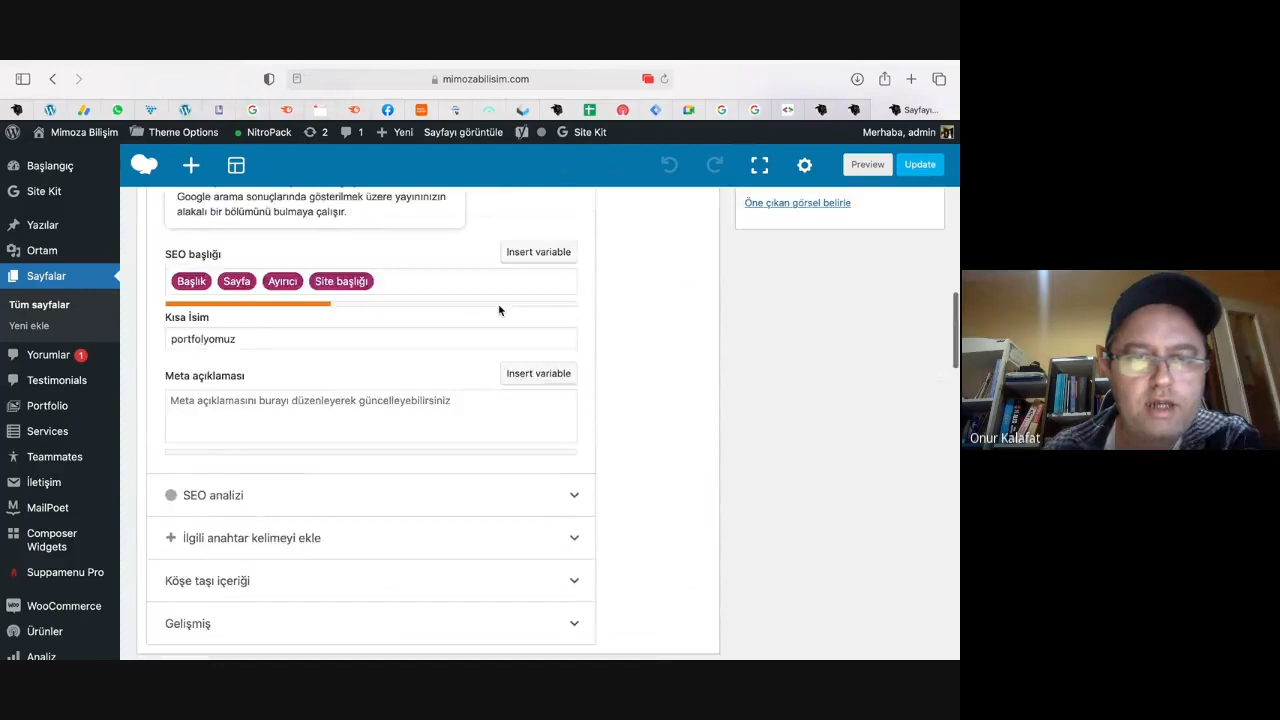 mimozabilisim.com
Sayfayı...
Mimoza Bilişim
Theme Options
NitroPack
2
1
Yeni
Sayfayı görüntüle
Site Kit
Merhaba, admin
Başlangıç
Site Kit
Yazılar
Ortam
Sayfalar
Tüm sayfalar
Yeni ekle
Yorumlar 1
Testimonials
Portfolio
Services
Teammates
İletişim
MailPoet
Composer
Widgets
Suppamenu Pro
WooCommerce
Ürünler
Analiz
Preview
Update
Google arama sonuçlarında gösterilmek üzere yayınınızın
alakalı bir bölümünü bulmaya çalışır.
SEO başlığı
Insert variable
Başlık Sayfa Ayırıcı Site başlığı
Kısa İsim
portfolyomuz
Meta açıklaması
Insert variable
Meta açıklamasını burayı düzenleyerek güncelleyebilirsiniz
SEO analizi
İlgili anahtar kelimeyi ekle
Köşe taşı içeriği
Gelişmiş
Öne çıkan görsel belirle
Onur Kalafat